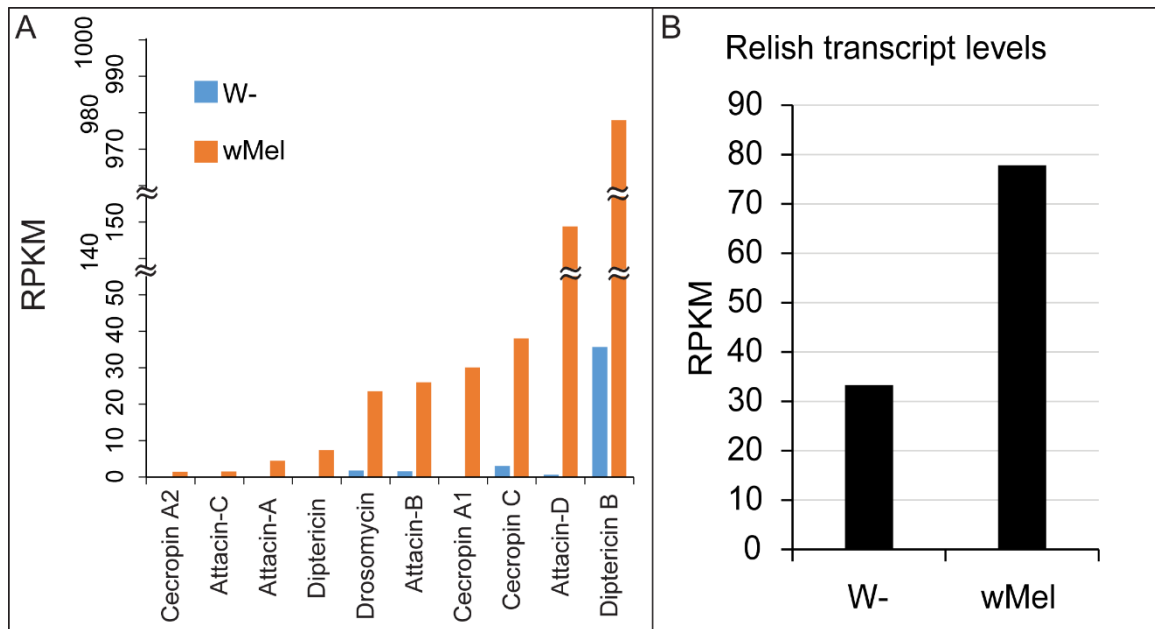 A
1000
990
980
970
150
140
50
40
30
20
10
0
RPKM
W-
wMel
Cecropin A2
Attacin-C
Attacin-A
Diptericin
Drosomycin
Attacin-B
Cecropin A1
Cecropin C
Attacin-D
Diptericin B
B
Relish transcript levels
90
80
70
60
50
40
30
20
10
0
RPKM
W-
wMel